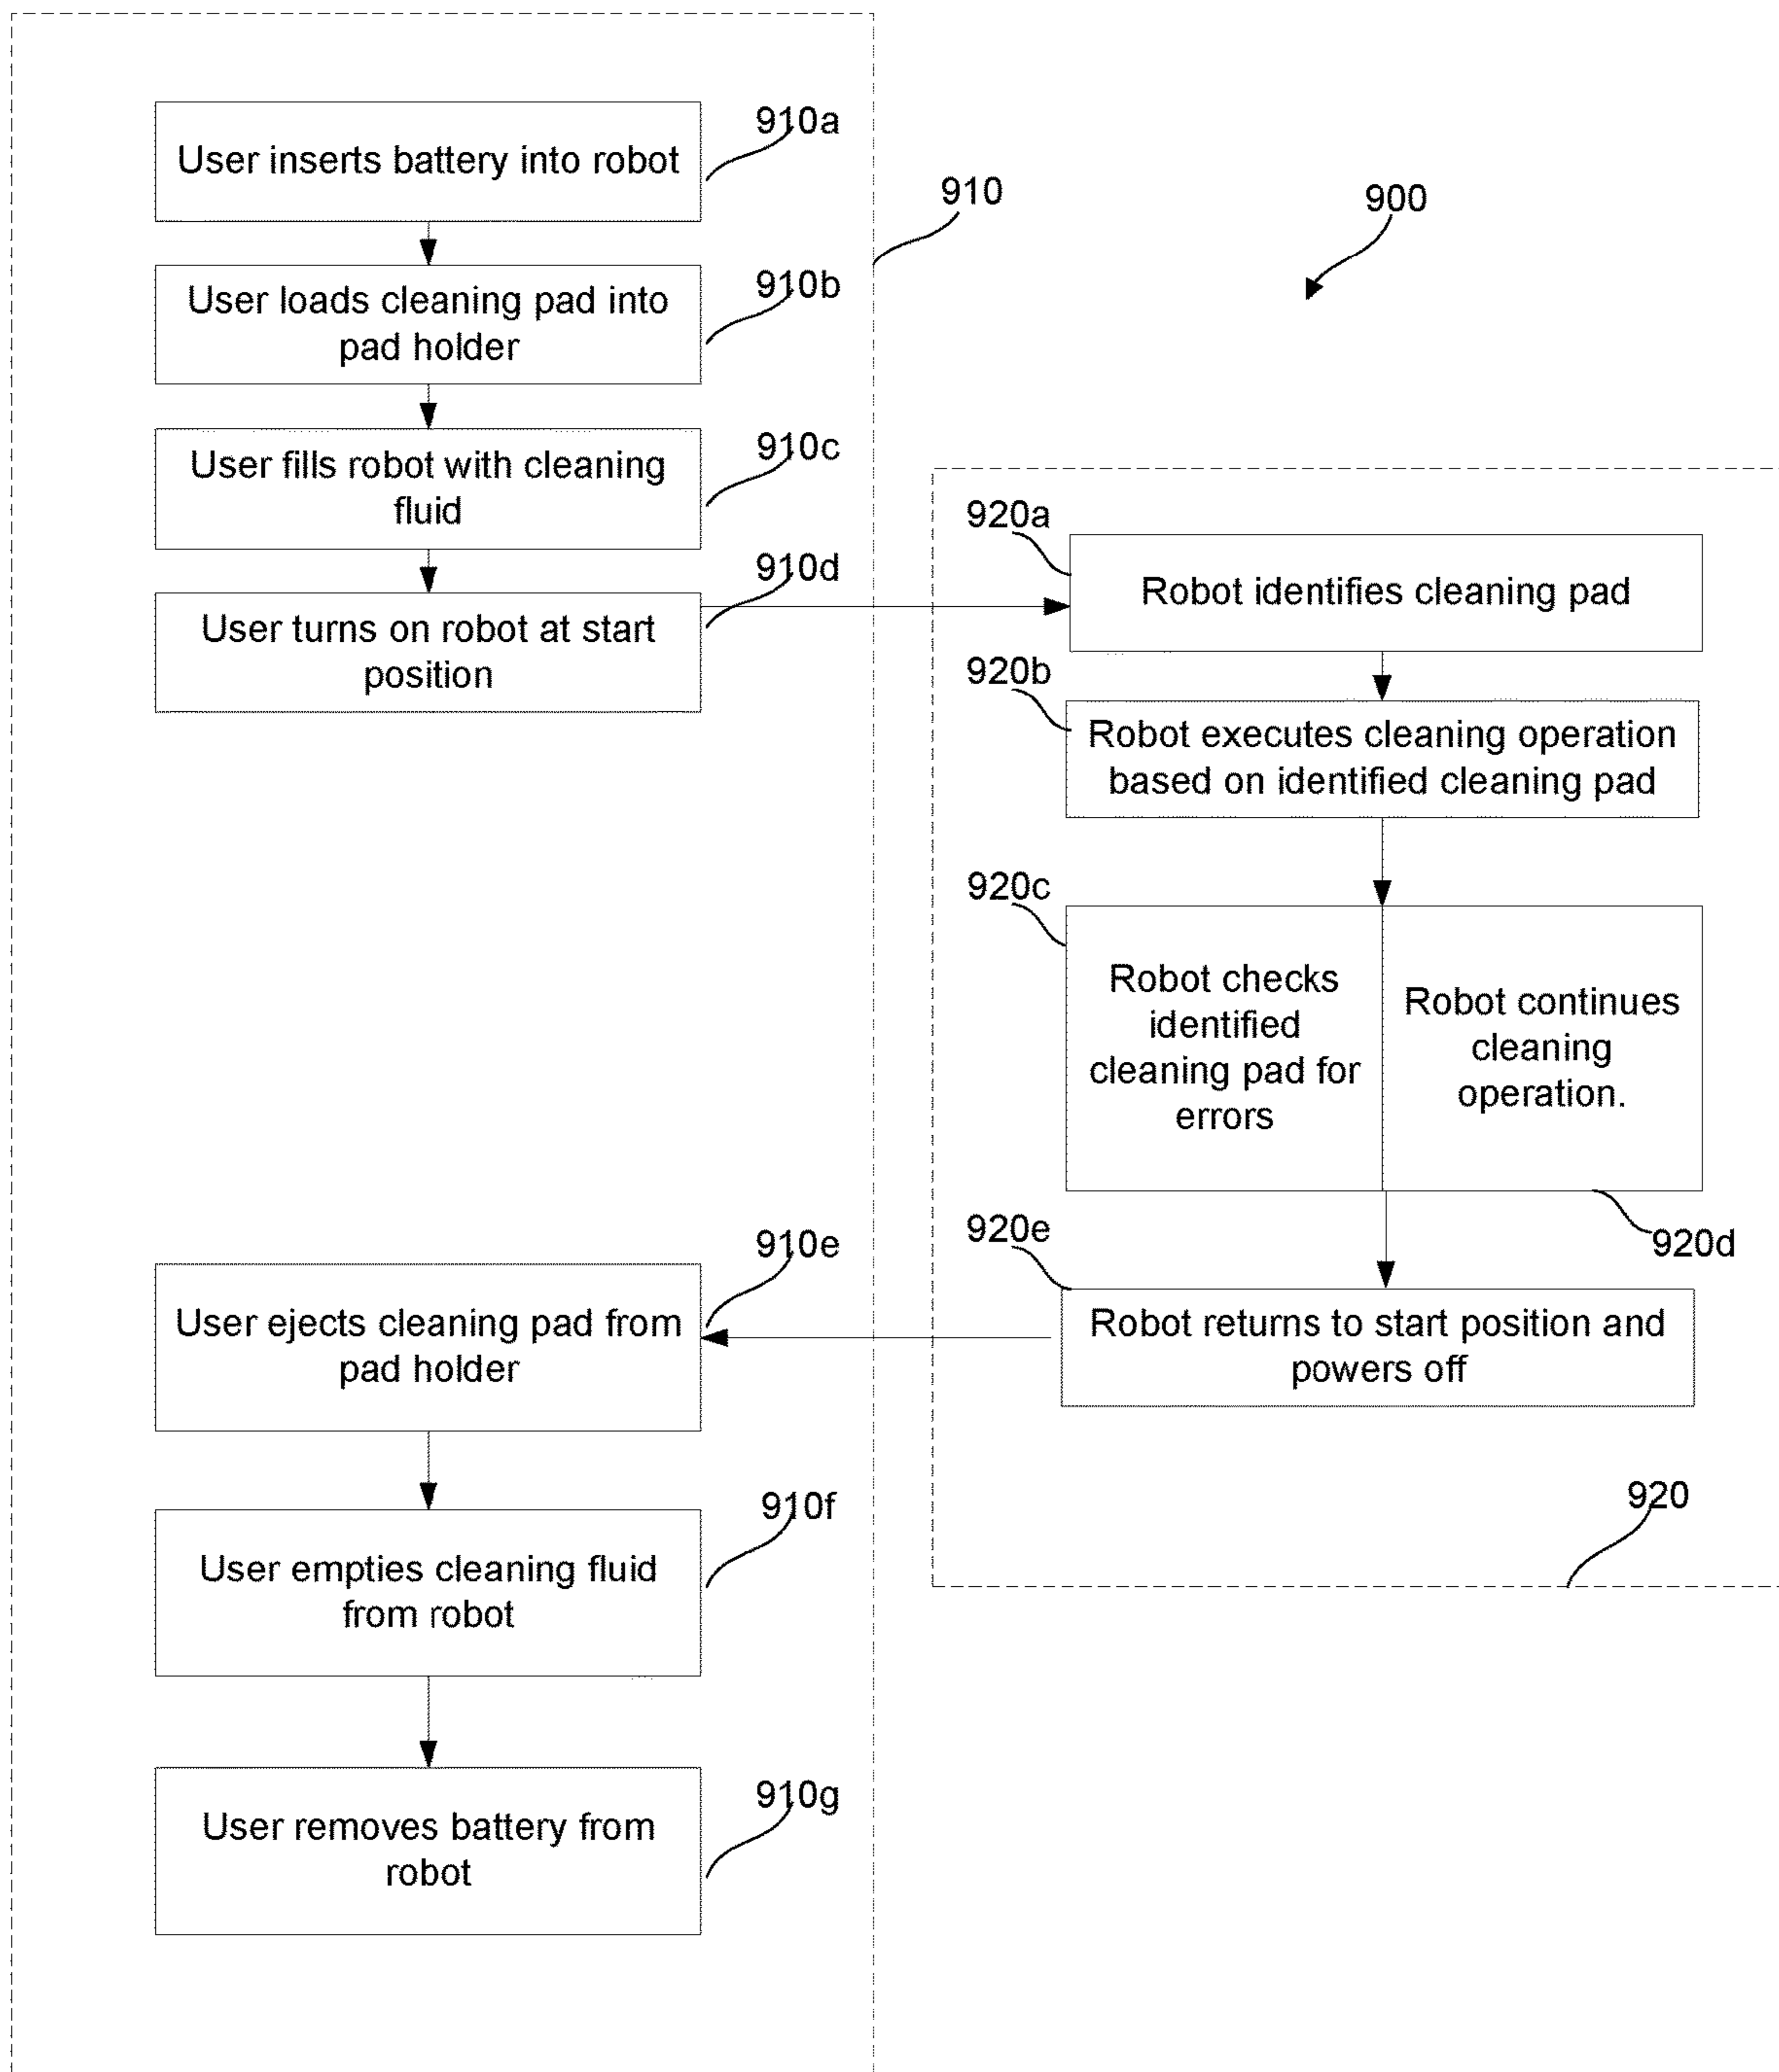 910a
User inserts battery into robot
910
900
910b
User loads cleaning pad into
pad holder
910c
User fills robot with cleaning
fluid
910d
User turns on robot at start
position
920a
Robot identifies cleaning pad
920b
Robot executes cleaning operation
based on identified cleaning pad
920c
Robot checks
identified
cleaning pad for
errors
Robot continues
cleaning
operation.
920d
920e
Robot returns to start position and
powers off
910e
User ejects cleaning pad from
pad holder
920
910f
User empties cleaning fluid
from robot
910g
User removes battery from
robot